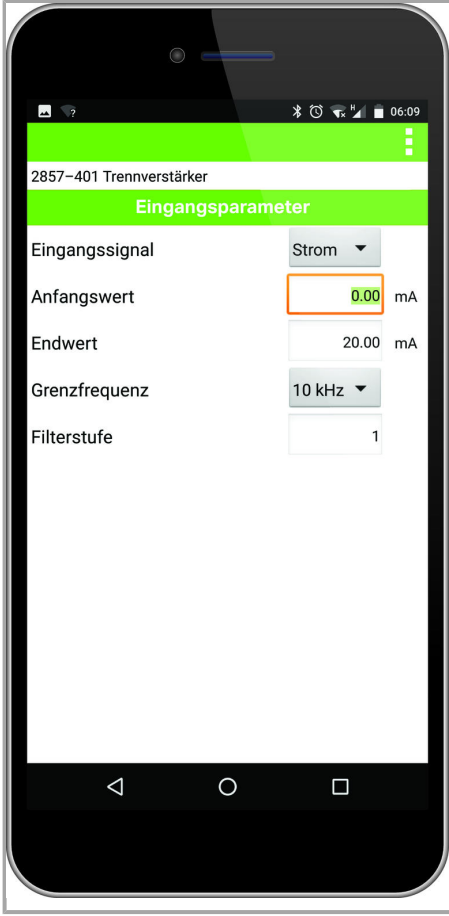 ? H 06:09
2857–401 Trennverstärker
Eingangsparameter
Eingangssignal Strom
Anfangswert 0.00 mA
Endwert 20.00 mA
Grenzfrequenz 10 kHz
Filterstufe 1